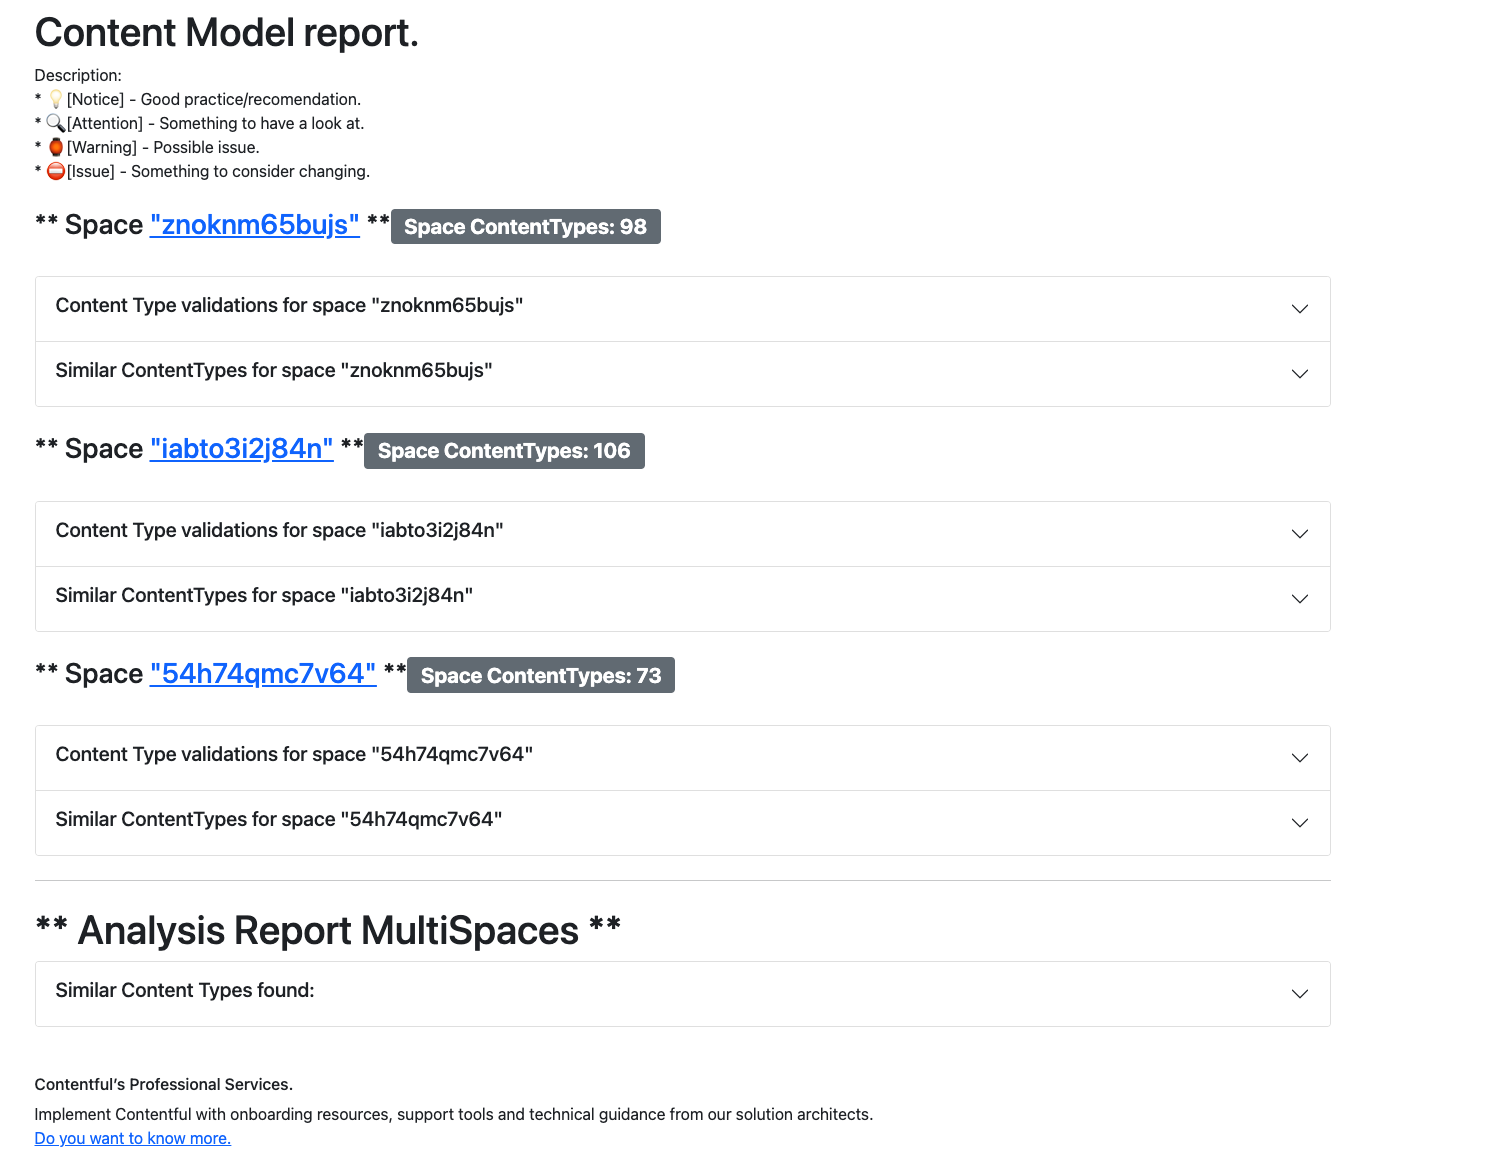 Content Model report.
Description:
* 💡[Notice] - Good practice/recomendation.
* 🔍[Attention] - Something to have a look at.
* 🏮[Warning] - Possible issue.
* ⛔[Issue] - Something to consider changing.
** Space "znoknm65bujs" ** Space ContentTypes: 98
Content Type validations for space "znoknm65bujs"
Similar ContentTypes for space "znoknm65bujs"
** Space "iabto3i2j84n" ** Space ContentTypes: 106
Content Type validations for space "iabto3i2j84n"
Similar ContentTypes for space "iabto3i2j84n"
** Space "54h74qmc7v64" ** Space ContentTypes: 73
Content Type validations for space "54h74qmc7v64"
Similar ContentTypes for space "54h74qmc7v64"
** Analysis Report MultiSpaces **
Similar Content Types found:
Contentful’s Professional Services.
Implement Contentful with onboarding resources, support tools and technical guidance from our solution architects.
Do you want to know more.